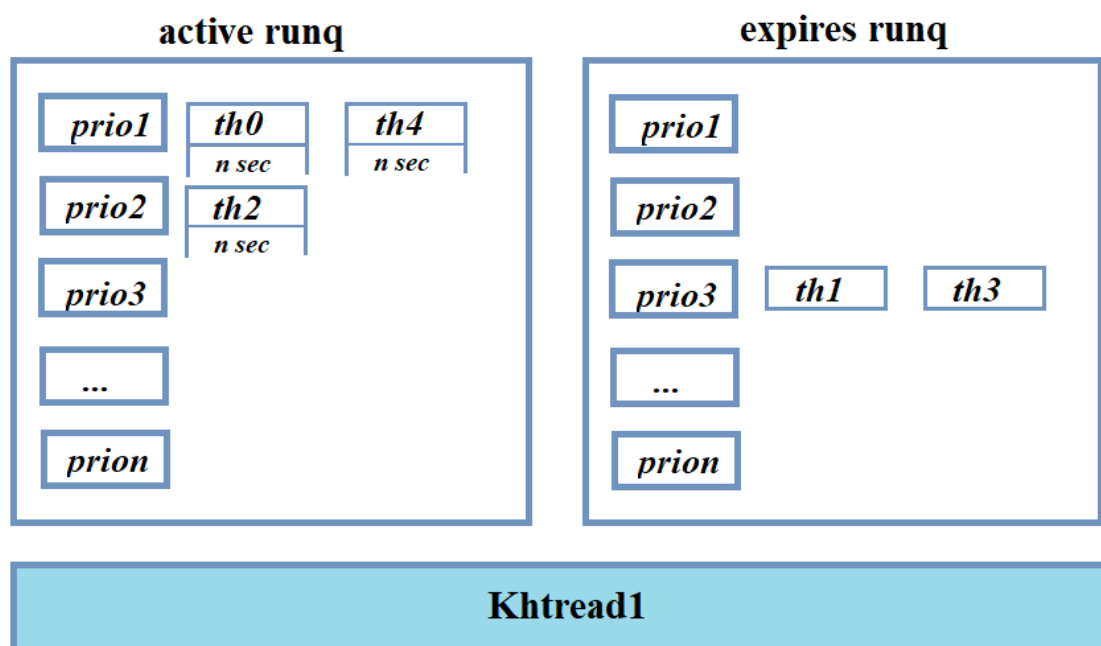 active runq
expires runq
prio1 th0 th4
n sec n sec
prio2 th2
n sec
prio3
...
prion
prio1
prio2
prio3 th1 th3
...
prion
Khtread1